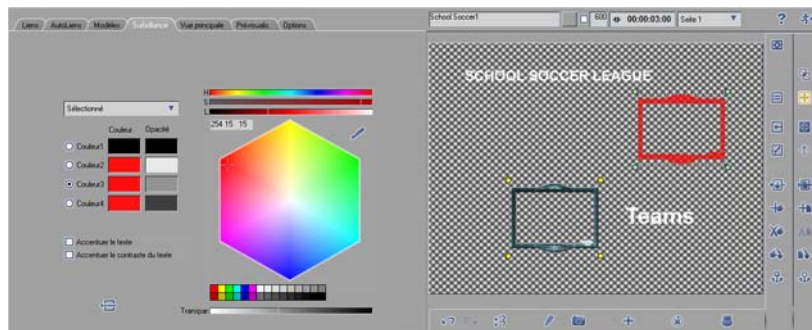 Liens AutoLiens Modèles Surbrillance Vue principale Prévisualis Options
School Soccer1 600 00:00:03:00 Seite 1 ?
H
S
L
254 15 15
Sélectionné
Couleur Opacité
Couleur1
Couleur2
Couleur3
Couleur4
Accentuer le texte
Accentuer le contraste du texte
Transpar
SCHOOL SOCCER LEAGUE
Teams